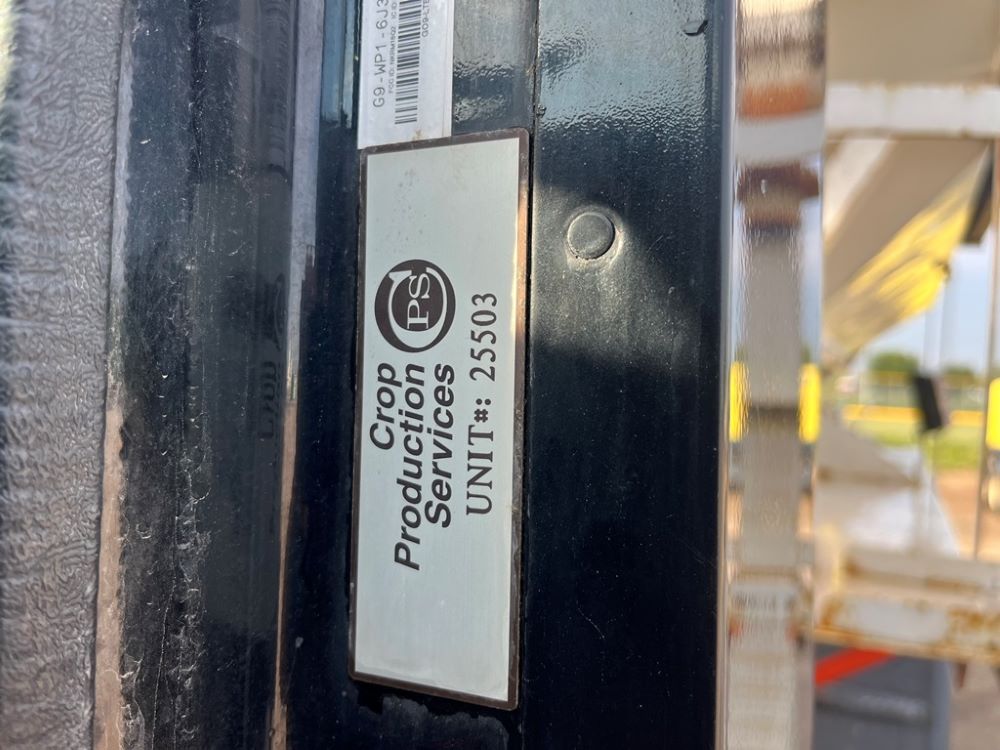 G9-WP1-6J3
Crop
Production
Services
CPS
UNIT#: 25503